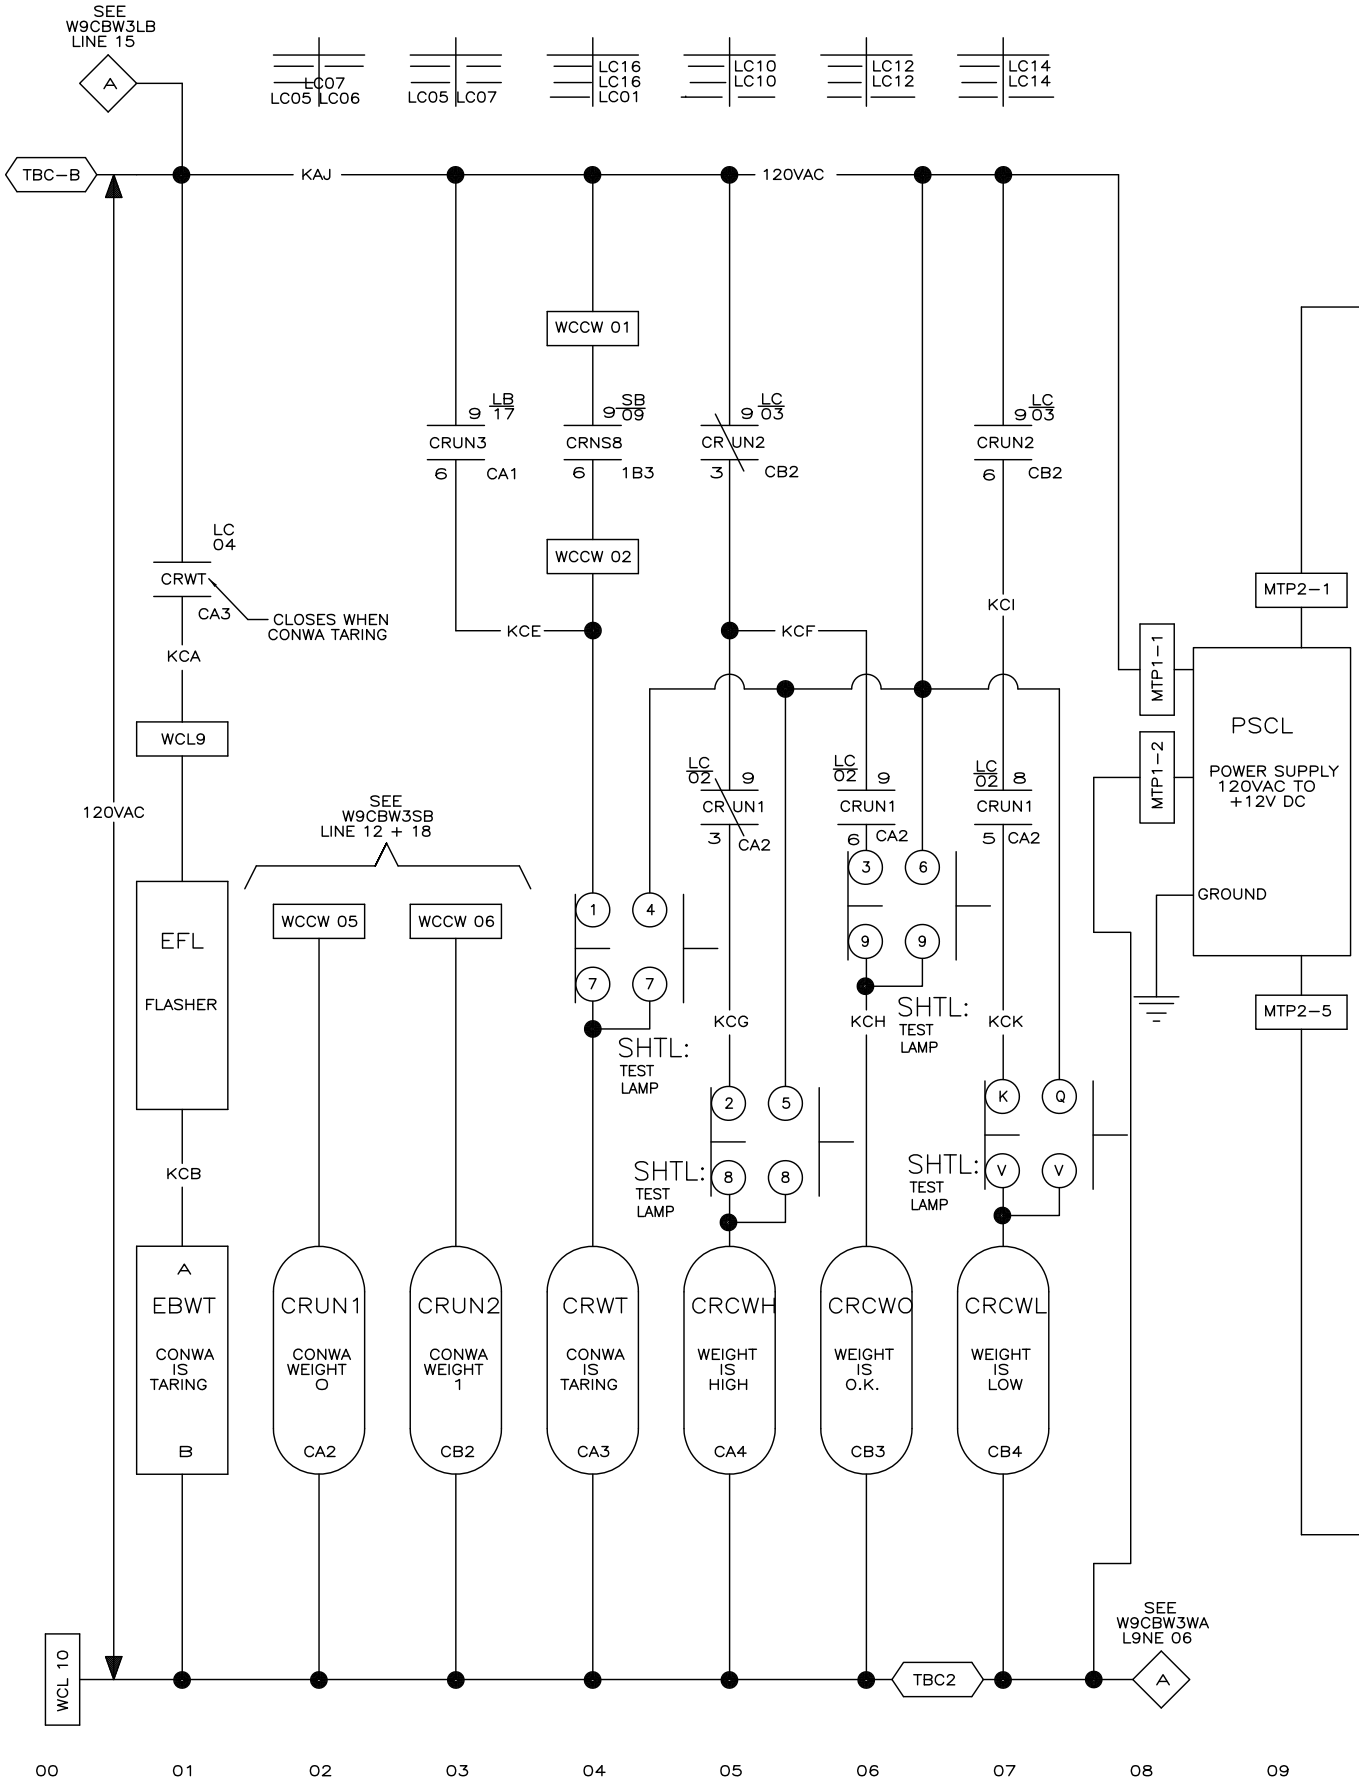 SEE
W9CBW3LB
LINE 15
A
LC07
LC05 LC06
LC05 LC07
LC16
LC16
LC01
LC10
LC10
LC12
LC12
LC14
LC14
TBC-B
KAJ
120VAC
WCCW 01
9 LB
17
CRUN3
6 CA1
9 SB
09
CRNS8
6 1B3
9 LC
03
CRUN2
3 CB2
9 LC
03
CRUN2
6 CB2
WCCW 02
LC
04
CRWT
CA3
CLOSES WHEN
CONWA TARING
KCE
KCF
KCI
KCA
WCL9
MTP2-1
MTP1-1
MTP1-2
PSCL
POWER SUPPLY
120VAC TO
+12V DC
GROUND
MTP2-5
120VAC
SEE
W9CBW3SB
LINE 12 + 18
LC
02 9
CRUN1
3 CA2
LC
02 9
CRUN1
6 CA2
LC
02 8
CRUN1
5 CA2
3 6
9 9
WCCW 05
WCCW 06
1 4
7 7
EFL
FLASHER
KCG
KCH
SHTL:
TEST
LAMP
KCK
SHTL:
TEST
LAMP
2 5
8 8
SHTL:
TEST
LAMP
K Q
V V
SHTL:
TEST
LAMP
KCB
A
EBWT
CONWA
IS
TARING
B
CRUN1
CONWA
WEIGHT
0
CA2
CRUN2
CONWA
WEIGHT
1
CB2
CRWT
CONWA
IS
TARING
CA3
CRCWH
WEIGHT
IS
HIGH
CA4
CRCWO
WEIGHT
IS
O.K.
CB3
CRCWL
WEIGHT
IS
LOW
CB4
WCL 10
TBC2
SEE
W9CBW3WA
L9NE 06
A
00 01 02 03 04 05 06 07 08 09